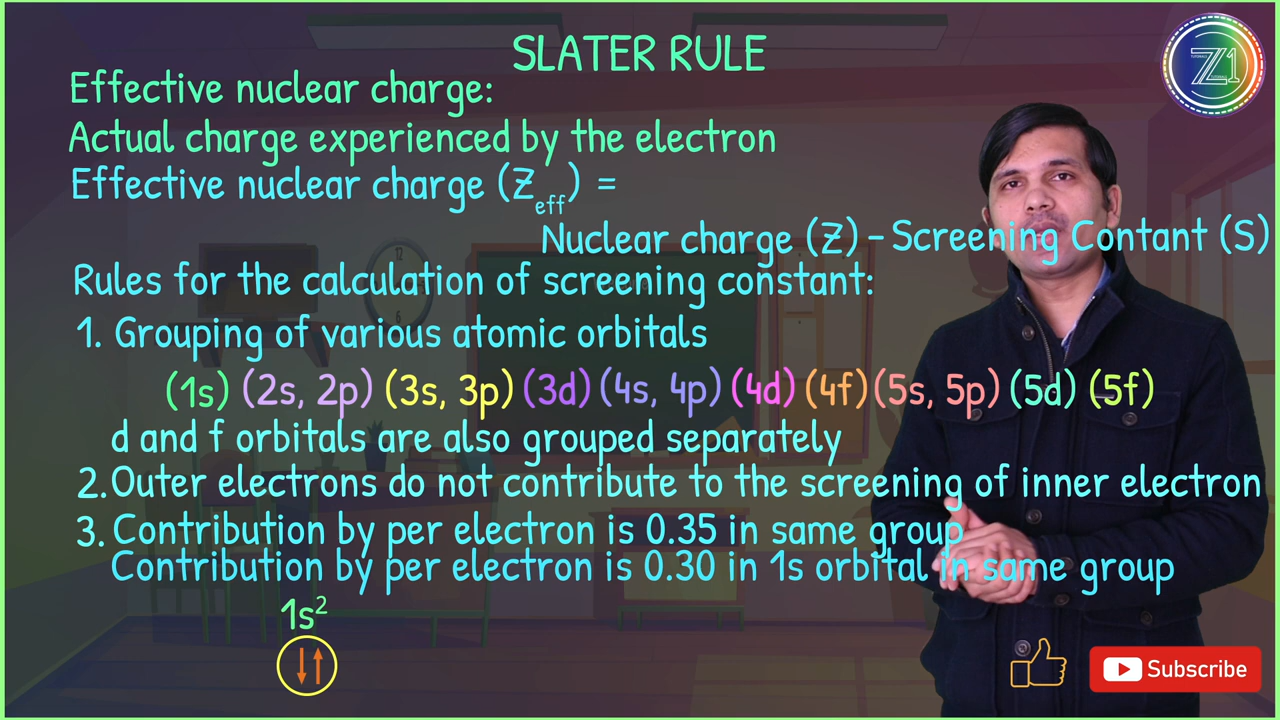 SLATER RULE
Effective nuclear charge:
Actual charge experienced by the electron
Effective nuclear charge (Zeff) =
Nuclear charge (Z) - Screening Contant (S)
Rules for the calculation of screening constant:
1. Grouping of various atomic orbitals
(1s) (2s, 2p) (3s, 3p) (3d) (4s, 4p) (4d) (4f) (5s, 5p) (5d) (5f)
d and f orbitals are also grouped separately
2. Outer electrons do not contribute to the screening of inner electron
3. Contribution by per electron is 0.35 in same group
Contribution by per electron is 0.30 in 1s orbital in same group
1s²
Subscribe